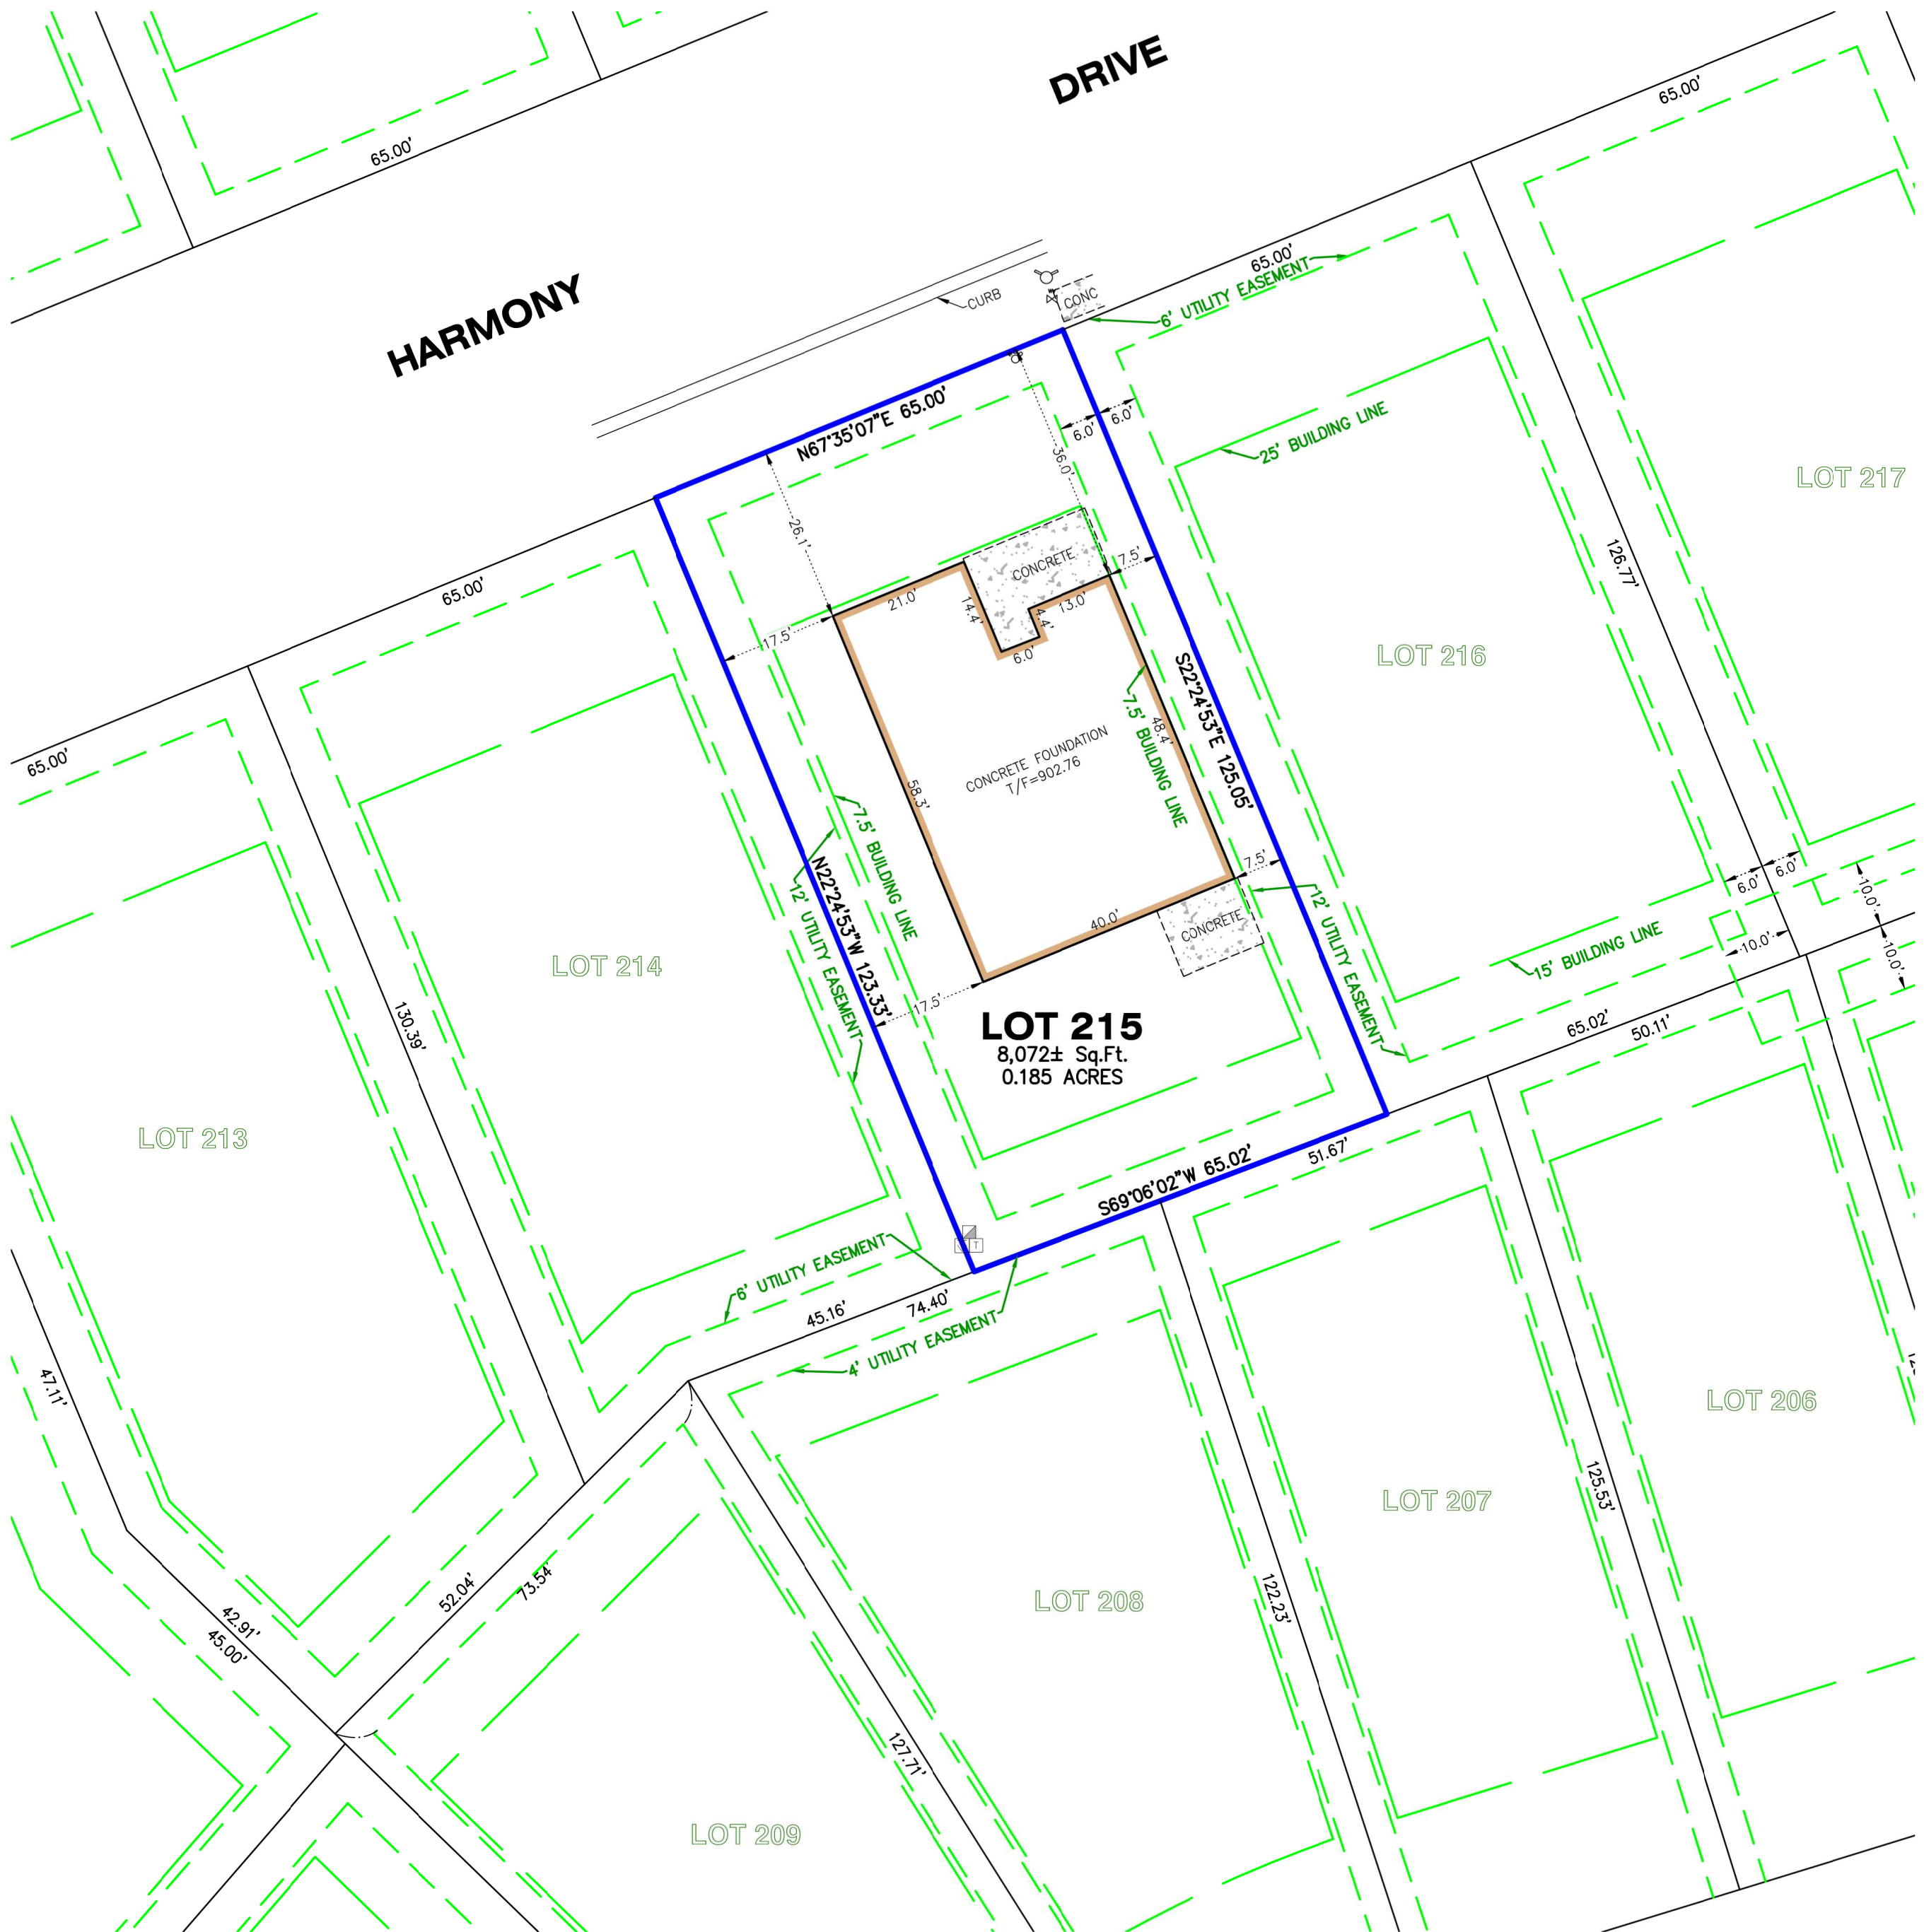 DRIVE
65.00'
65.00'
HARMONY
65.00'
CURB
CONC
6' UTILITY EASEMENT
N67°35'07"E 65.00'
6.0'
6.0'
25' BUILDING LINE
36.0'
LOT 217
26.1'
126.77'
CONCRETE
7.5'
65.00'
21.0'
14.4'
4.4'
13.0'
17.5'
6.0'
LOT 216
S22°24'53"E 125.05'
7.5' BUILDING LINE
48.4'
65.00'
CONCRETE FOUNDATION
T/F=902.76
58.3'
7.5' BUILDING LINE
12' UTILITY EASEMENT
N22°24'53"W 123.33'
7.5'
6.0'
6.0'
10.0'
10.0'
10.0'
40.0'
CONCRETE
12' UTILITY EASEMENT
15' BUILDING LINE
LOT 214
17.5'
130.39'
LOT 215
8,072± Sq.Ft.
0.185 ACRES
65.02'
50.11'
LOT 213
51.67'
S69°06'02"W 65.02'
T
6' UTILITY EASEMENT
45.16'
74.40'
4' UTILITY EASEMENT
47.11'
LOT 206
125.53'
LOT 207
52.04'
73.54'
LOT 208
122.23'
42.91'
45.00'
127.71'
LOT 209